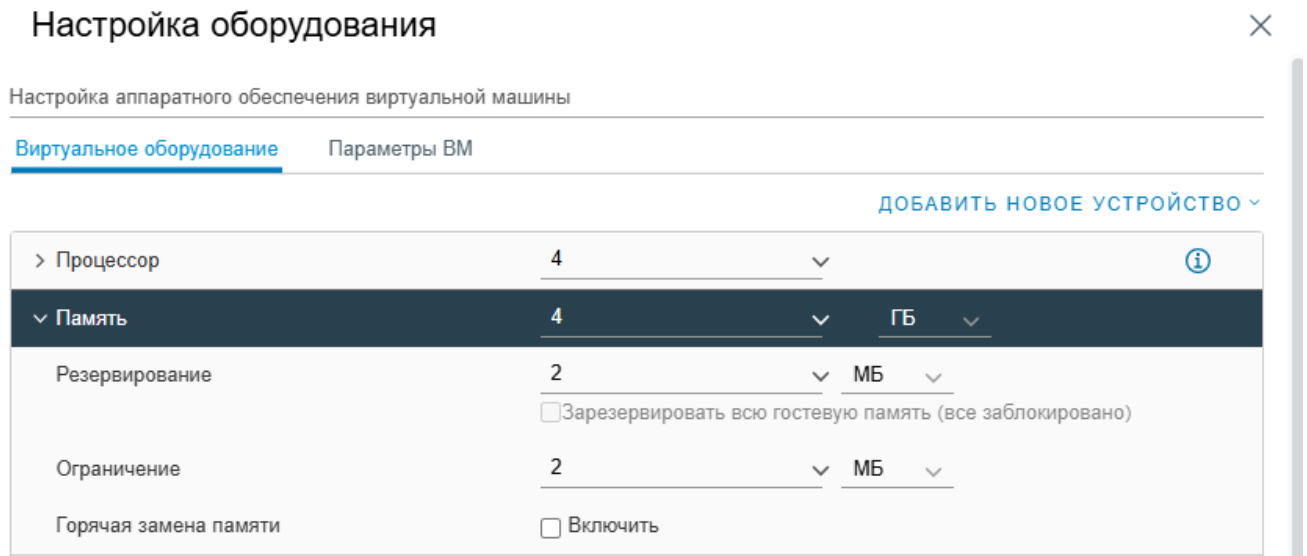 Настройка оборудования
Настройка аппаратного обеспечения виртуальной машины
Виртуальное оборудование Параметры ВМ
ДОБАВИТЬ НОВОЕ УСТРОЙСТВО
Процессор 4
Память 4 ГБ
Резервирование 2 МБ
Зарезервировать всю гостевую память (все заблокировано)
Ограничение 2 МБ
Горячая замена памяти Включить